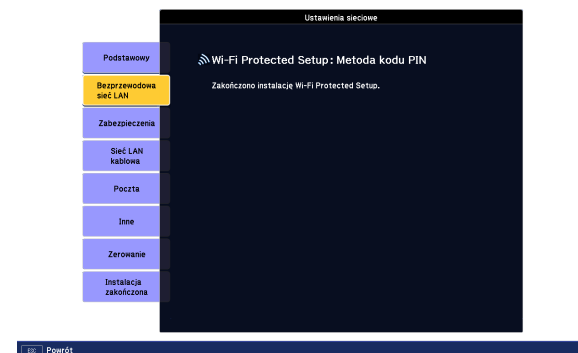 Ustawienia sieciowe
Podstawowy
Bezprzewodowa
sieć LAN
Zabezpieczenia
Sieć LAN
kablowa
Poczta
Inne
Zerowanie
Instalacja
zakończona
Wi-Fi Protected Setup: Metoda kodu PIN
Zakończono instalację Wi-Fi Protected Setup.
ESC Powrót